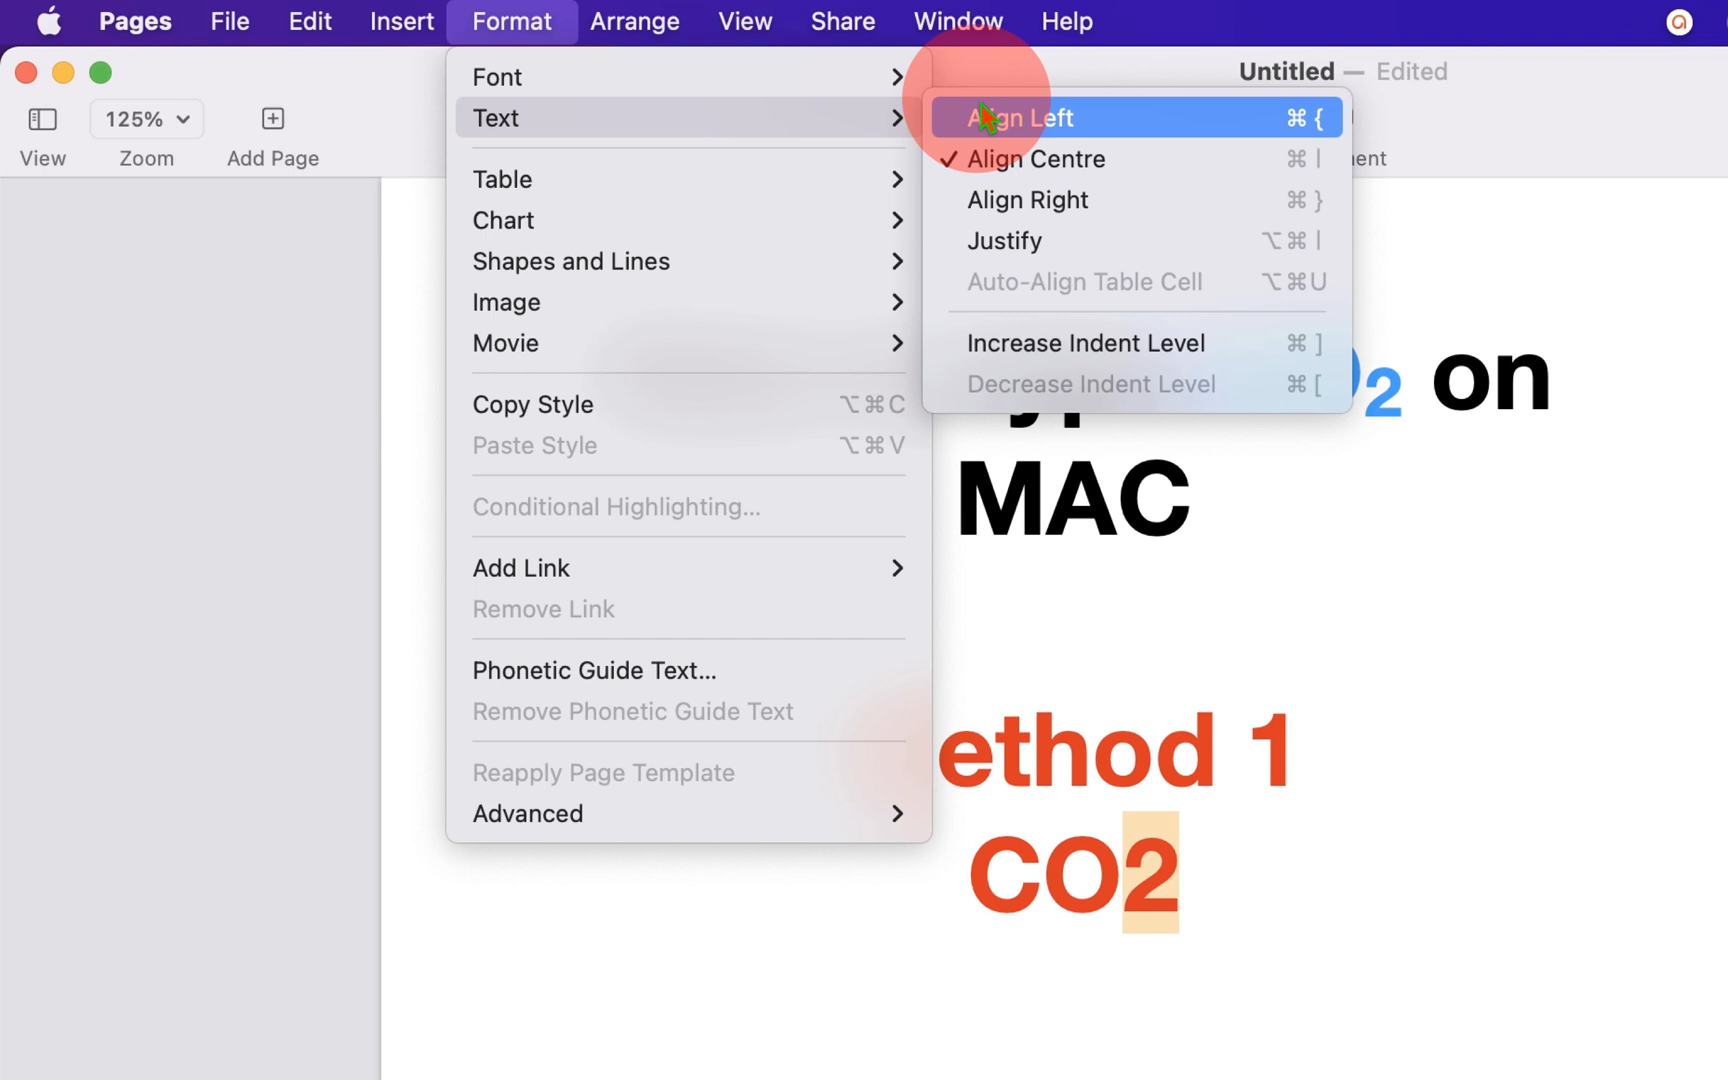 Pages File Edit Insert Format Arrange View Share Window Help
Untitled — Edited
125%
View Zoom Add Page
Font
Text
Table
Chart
Shapes and Lines
Image
Movie
Copy Style ⌥⌘C
Paste Style ⌥⌘V
Conditional Highlighting...
Add Link
Remove Link
Phonetic Guide Text...
Remove Phonetic Guide Text
Reapply Page Template
Advanced
Align Left ⌘{
✓ Align Centre ⌘|
Align Right ⌘}
Justify ⌥⌘|
Auto-Align Table Cell ⌥⌘U
Increase Indent Level ⌘]
Decrease Indent Level ⌘[
ent
₂ on
MAC
ethod 1
CO2